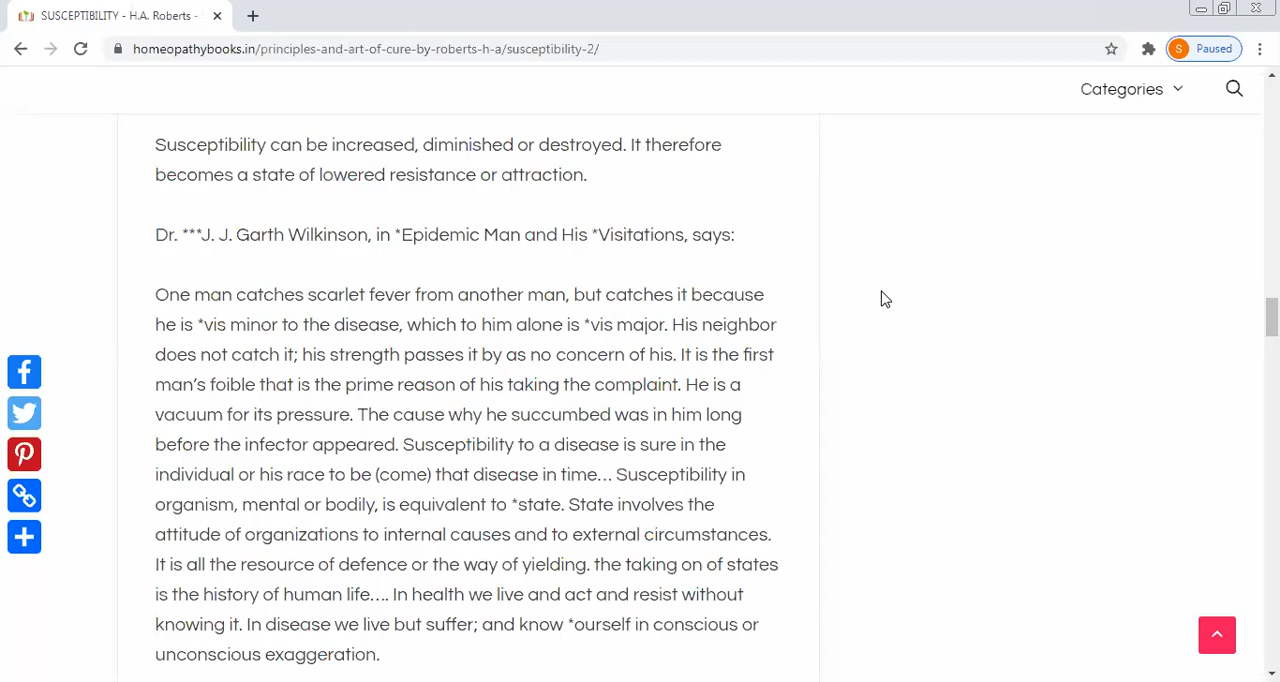 SUSCEPTIBILITY - H.A. Roberts -
S Paused
homeopathybooks.in/principles-and-art-of-cure-by-roberts-h-a/susceptibility-2/
Categories
Susceptibility can be increased, diminished or destroyed. It therefore
becomes a state of lowered resistance or attraction.
Dr. ***J. J. Garth Wilkinson, in *Epidemic Man and His *Visitations, says:
One man catches scarlet fever from another man, but catches it because
he is *vis minor to the disease, which to him alone is *vis major. His neighbor
does not catch it; his strength passes it by as no concern of his. It is the first
man's foible that is the prime reason of his taking the complaint. He is a
vacuum for its pressure. The cause why he succumbed was in him long
before the infector appeared. Susceptibility to a disease is sure in the
individual or his race to be (come) that disease in time… Susceptibility in
organism, mental or bodily, is equivalent to *state. State involves the
attitude of organizations to internal causes and to external circumstances.
It is all the resource of defence or the way of yielding. the taking on of states
is the history of human life…. In health we live and act and resist without
knowing it. In disease we live but suffer; and know *ourself in conscious or
unconscious exaggeration.